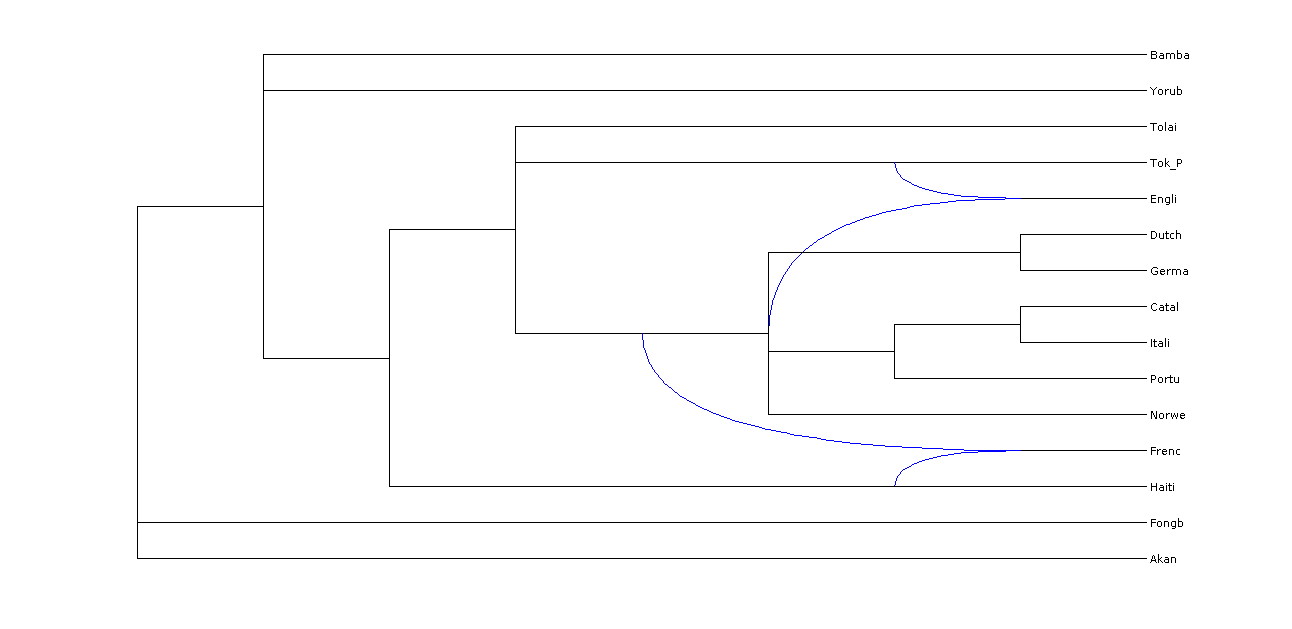 Bamba
Yorub
Tolai
Tok_P
Engli
Dutch
Germa
Catal
Itali
Portu
Norwe
Frenc
Haiti
Fongb
Akan